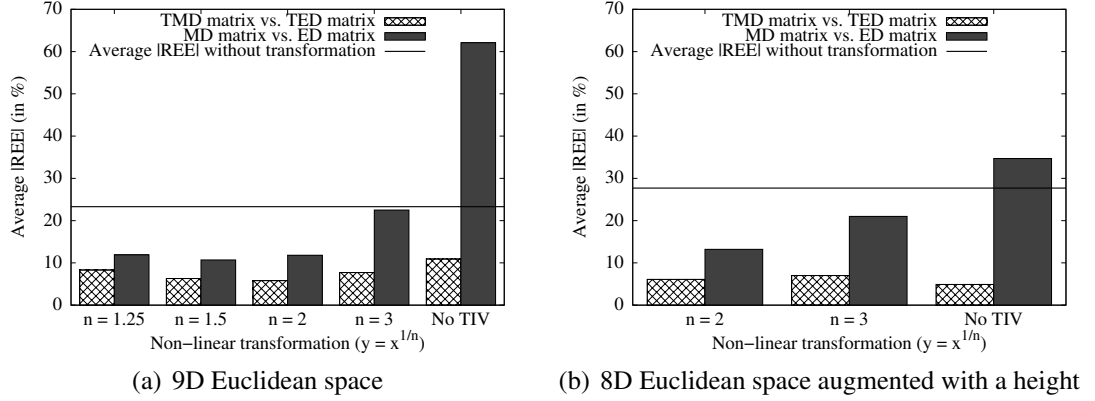 TMD matrix vs. TED matrix
MD matrix vs. ED matrix
Average |REE| without transformation
Average |REE| (in %)
70
60
50
40
30
20
10
0
n = 1.25 n = 1.5 n = 2 n = 3 No TIV
Non−linear transformation (y = x^{1/n})
(a) 9D Euclidean space
TMD matrix vs. TED matrix
MD matrix vs. ED matrix
Average |REE| without transformation
Average |REE| (in %)
70
60
50
40
30
20
10
0
n = 2 n = 3 No TIV
Non−linear transformation (y = x^{1/n})
(b) 8D Euclidean space augmented with a height